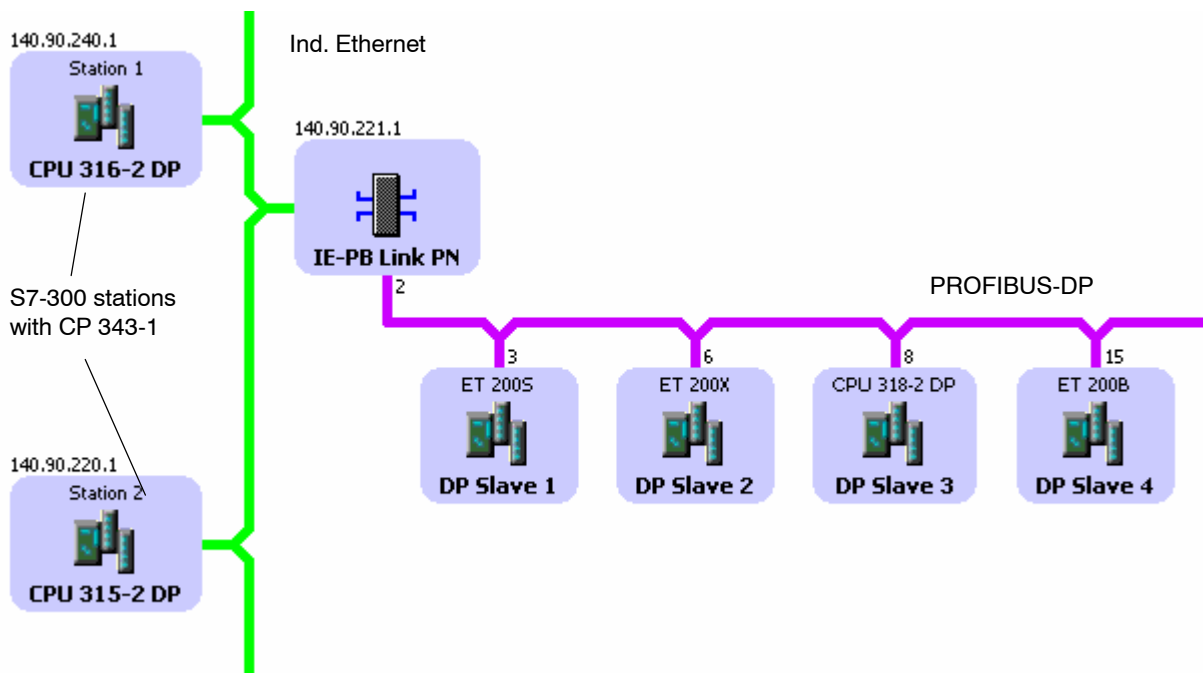 140.90.240.1
Station 1
CPU 316-2 DP
Ind. Ethernet
140.90.221.1
IE-PB Link PN
2
S7-300 stations
with CP 343-1
PROFIBUS-DP
140.90.220.1
Station 2
CPU 315-2 DP
3
ET 200S
DP Slave 1
6
ET 200X
DP Slave 2
8
CPU 318-2 DP
DP Slave 3
15
ET 200B
DP Slave 4